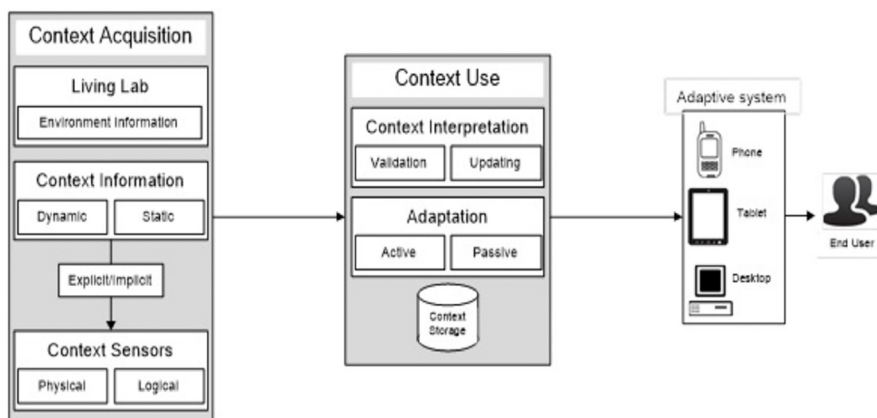 Context Acquisition
Living Lab
Environment Information
Context Information
Dynamic
Static
Explicit/Implicit
Context Sensors
Physical
Logical
Context Use
Context Interpretation
Validation
Updating
Adaptation
Active
Passive
Context
Storage
Adaptive system
Phone
Tablet
Desktop
End User